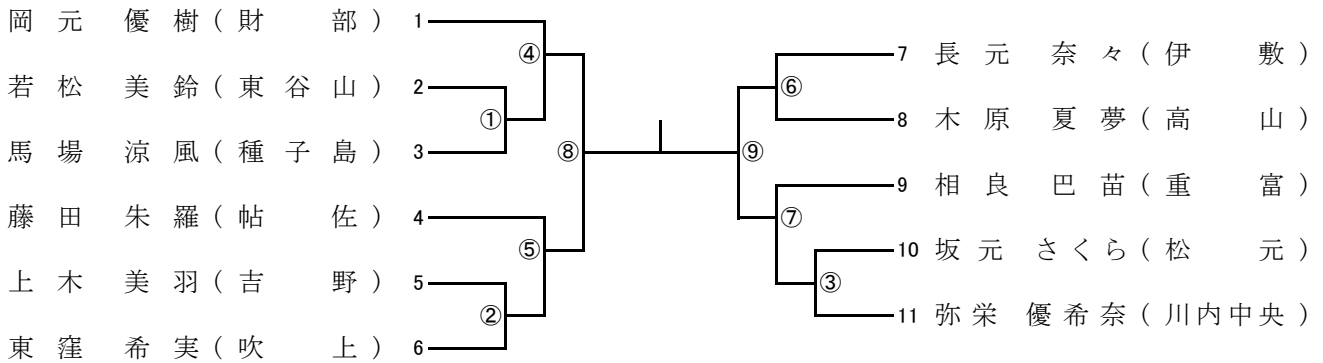 岡元 優樹(財部) 1
④
若松 美鈴(東谷山) 2
①
馬場 涼風(種子島) 3
⑧
藤田 朱羅(帖佐) 4
⑤
上木 美羽(吉野) 5
②
東窪 希実(吹上) 6
7 長元 奈々(伊敷)
⑥
8 木原 夏夢(高山)
⑨
9 相良 巴苗(重富)
⑦
10 坂元 さくら(松元)
③
11 弥栄 優希奈(川内中央)